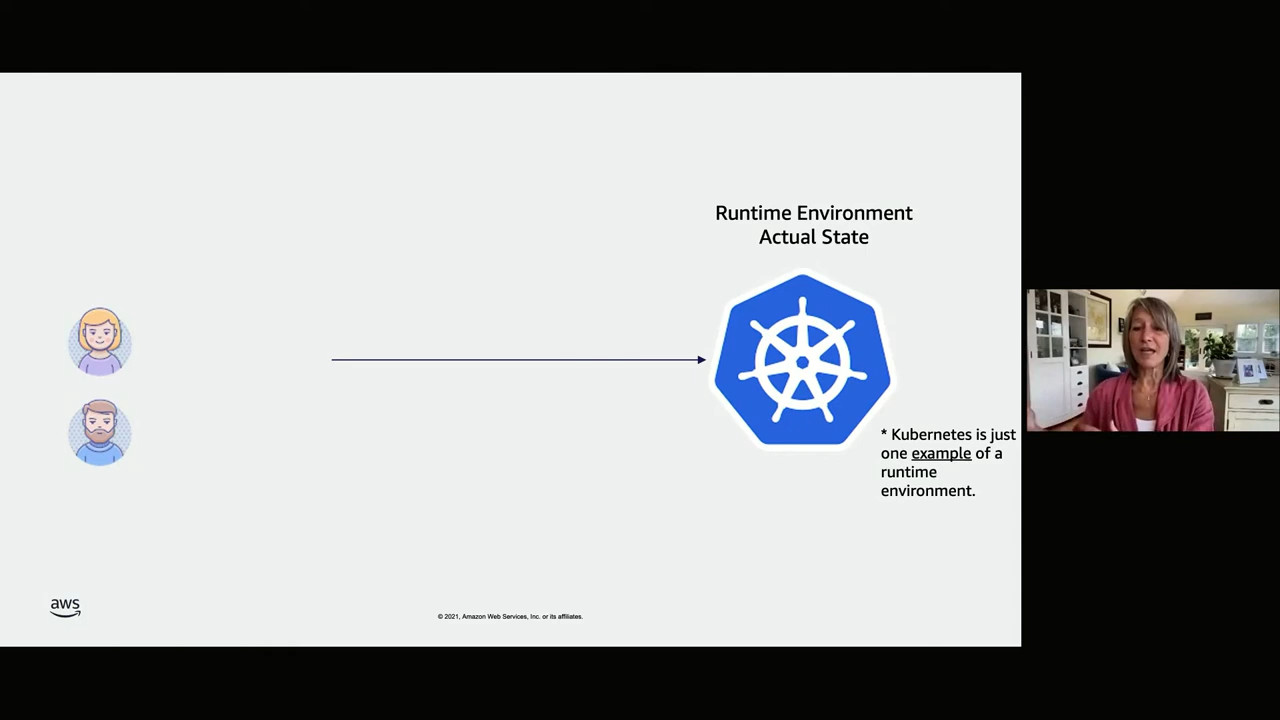 Runtime Environment
Actual State
* Kubernetes is just
one example of a
runtime
environment.
aws
© 2021, Amazon Web Services, Inc. or its affiliates.